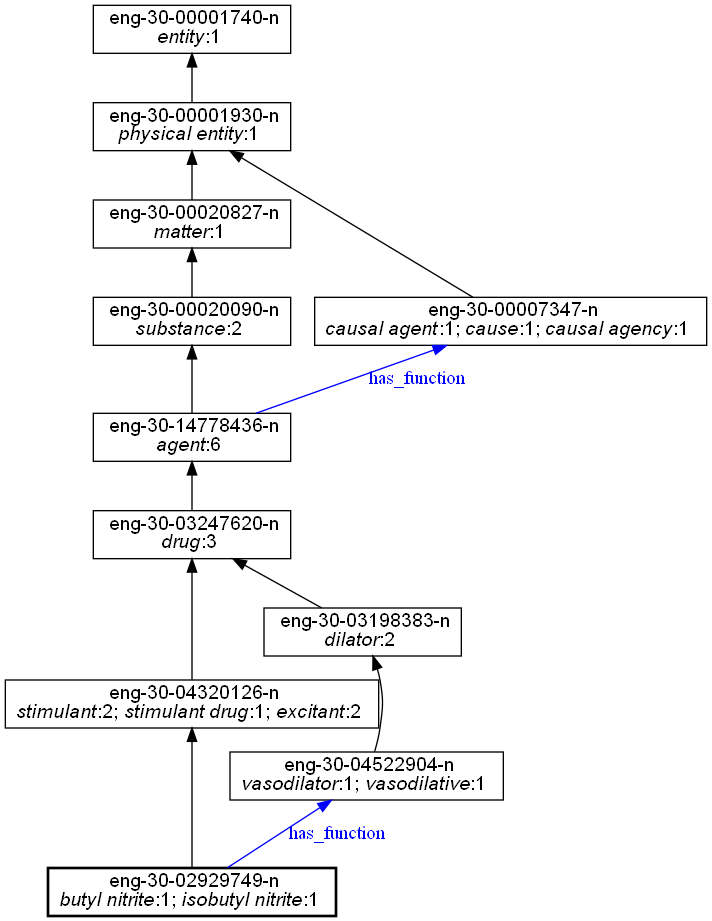 eng-30-00001740-n
entity:1
eng-30-00001930-n
physical entity:1
eng-30-00020827-n
matter:1
eng-30-00020090-n
substance:2
eng-30-00007347-n
causal agent:1; cause:1; causal agency:1
has_function
eng-30-14778436-n
agent:6
eng-30-03247620-n
drug:3
eng-30-03198383-n
dilator:2
eng-30-04320126-n
stimulant:2; stimulant drug:1; excitant:2
eng-30-04522904-n
vasodilator:1; vasodilative:1
has_function
eng-30-02929749-n
butyl nitrite:1; isobutyl nitrite:1